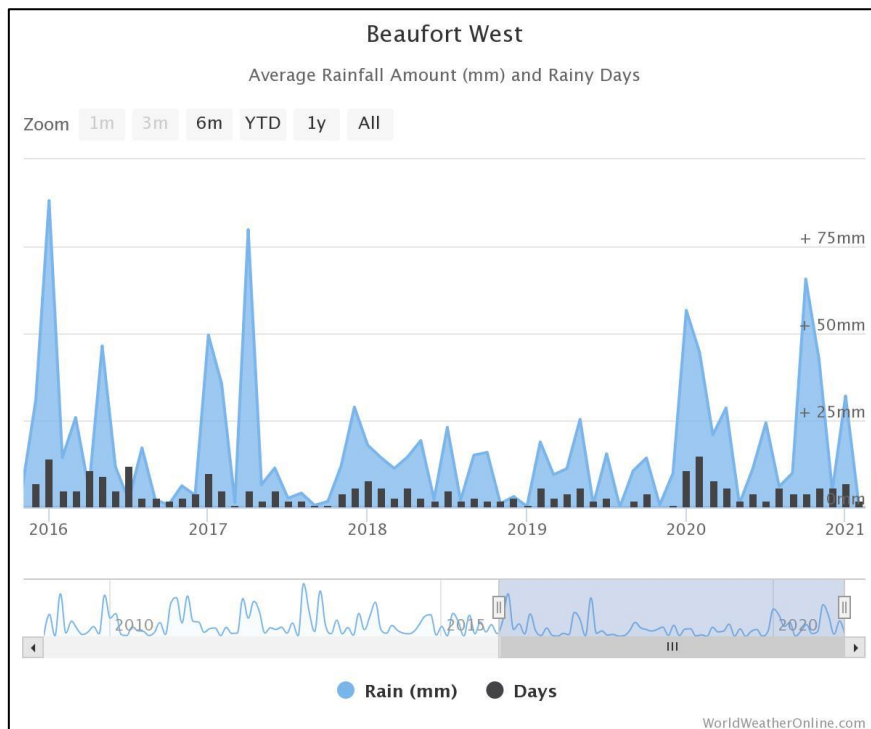 Beaufort West
Average Rainfall Amount (mm) and Rainy Days
Zoom 1m 3m 6m YTD 1y All
+ 75mm
+ 50mm
+ 25mm
0mm
2016 2017 2018 2019 2020 2021
2010 2015 2020
Rain (mm) Days
WorldWeatherOnline.com